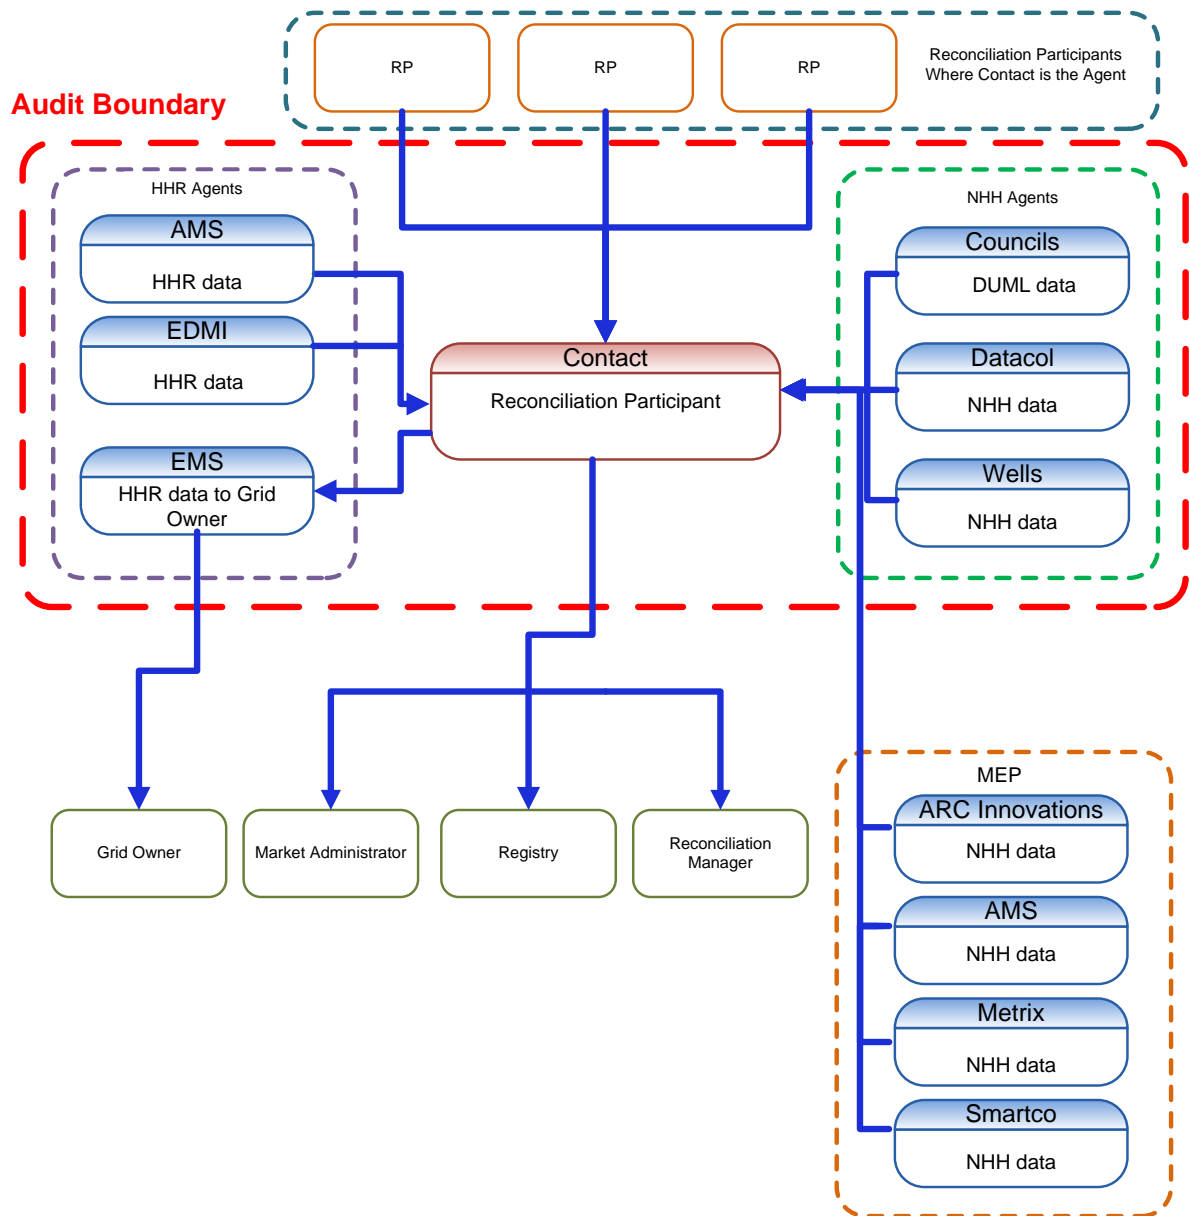 RP
RP
RP
Reconciliation Participants
Where Contact is the Agent
Audit Boundary
HHR Agents
AMS
HHR data
EDMI
HHR data
EMS
HHR data to Grid
Owner
Contact
Reconciliation Participant
NHH Agents
Councils
DUML data
Datacol
NHH data
Wells
NHH data
Grid Owner
Market Administrator
Registry
Reconciliation
Manager
MEP
ARC Innovations
NHH data
AMS
NHH data
Metrix
NHH data
Smartco
NHH data